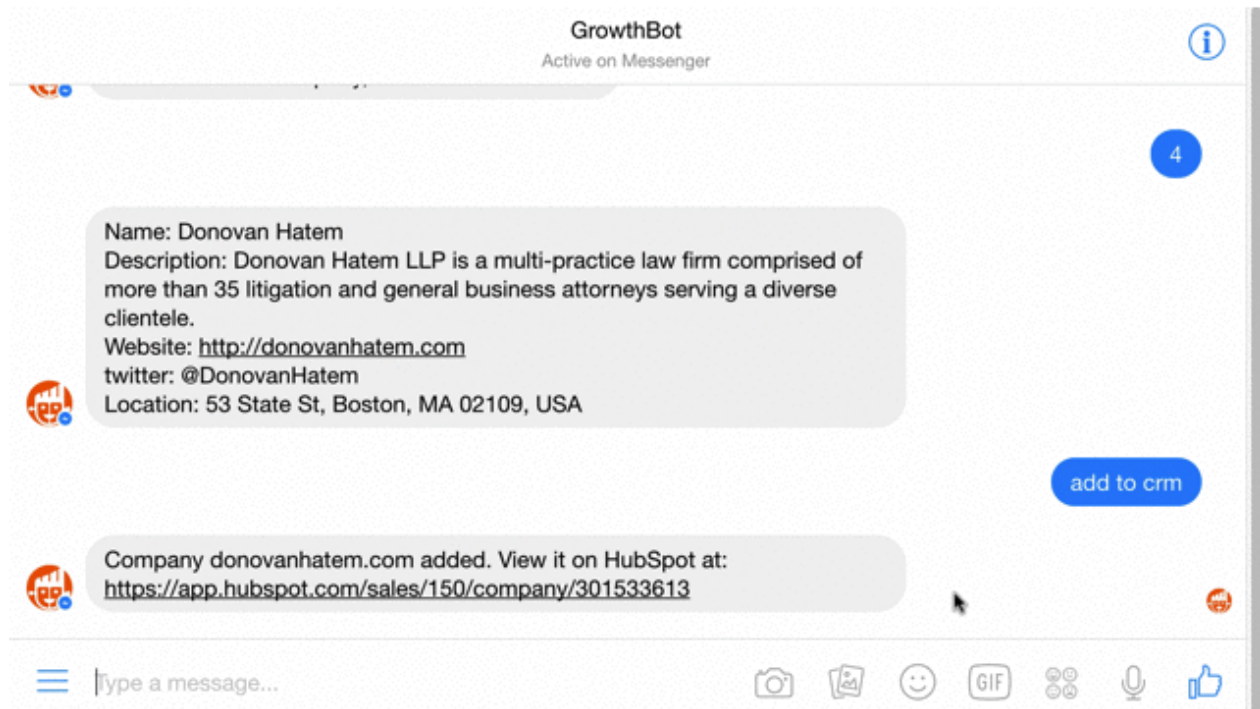 GrowthBot
Active on Messenger
4
Name: Donovan Hatem
Description: Donovan Hatem LLP is a multi-practice law firm comprised of
more than 35 litigation and general business attorneys serving a diverse
clientele.
Website: http://donovanhatem.com
twitter: @DonovanHatem
Location: 53 State St, Boston, MA 02109, USA
add to crm
Company donovanhatem.com added. View it on HubSpot at:
https://app.hubspot.com/sales/150/company/301533613
Type a message...
GIF